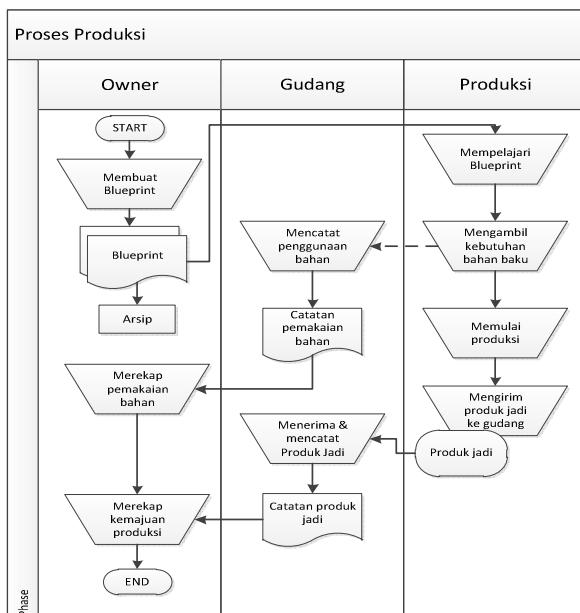 Proses Produksi
Owner
Gudang
Produksi
START
Membuat
Blueprint
Blueprint
Arsip
Merekap
pemakaian
bahan
Merekap
kemajuan
produksi
END
Mencatat
penggunaan
bahan
Catatan
pemakaian
bahan
Menerima &
mencatat
Produk Jadi
Catatan produk
jadi
Mempelajari
Blueprint
Mengambil
kebutuhan
bahan baku
Memulai
produksi
Mengirim
produk jadi
ke gudang
Produk jadi
Phase